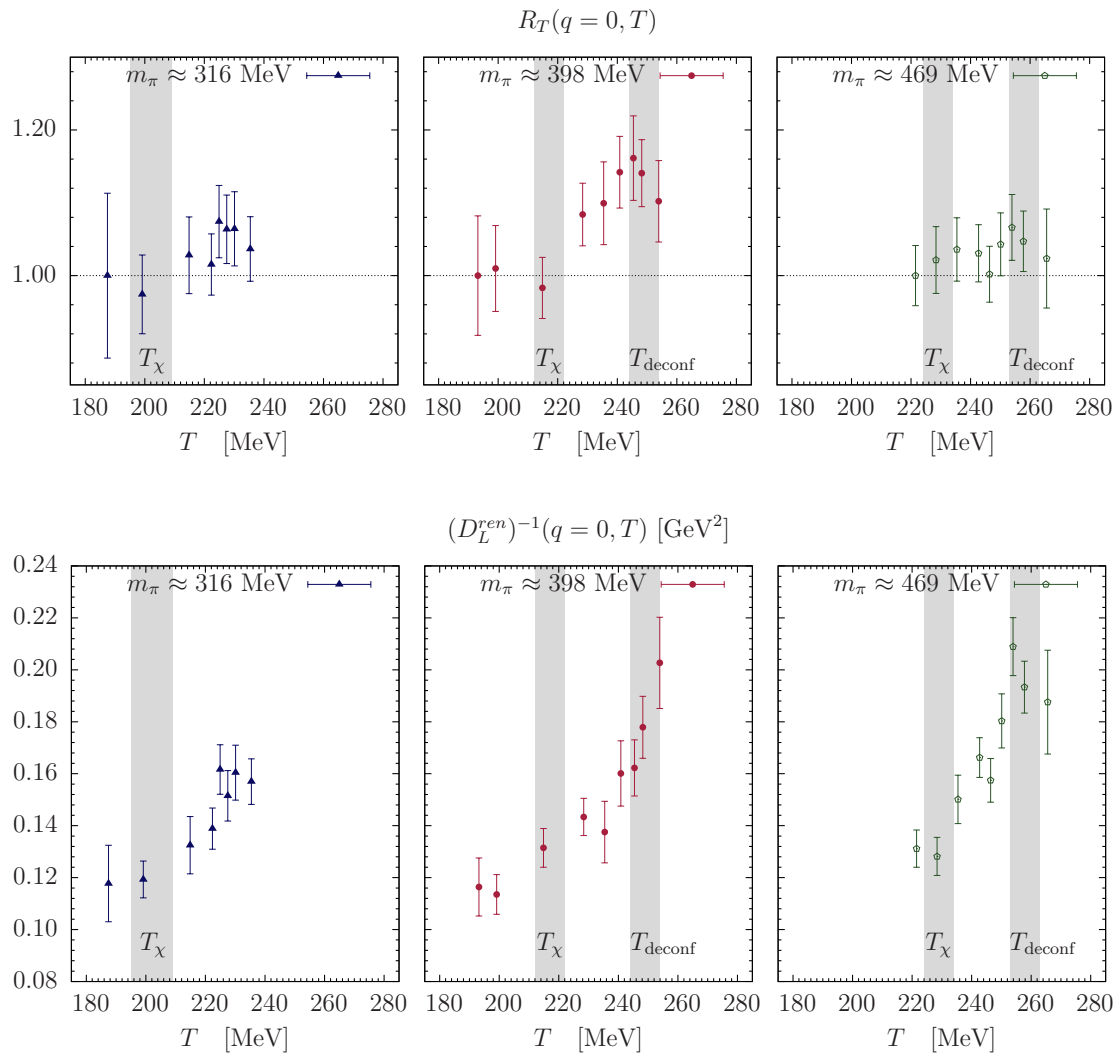 R_T(q = 0, T)
m_π ≈ 316 MeV m_π ≈ 398 MeV m_π ≈ 469 MeV
1.20
1.00
T_χ T_χ T_deconf T_χ T_deconf
180 200 220 240 260 280 180 200 220 240 260 280 180 200 220 240 260 280
T [MeV] T [MeV] T [MeV]
(D_L^{ren})^{-1}(q = 0, T) [GeV^2]
0.24
m_π ≈ 316 MeV m_π ≈ 398 MeV m_π ≈ 469 MeV
0.22
0.20
0.18
0.16
0.14
0.12
0.10
T_χ T_χ T_deconf T_χ T_deconf
0.08
180 200 220 240 260 280 180 200 220 240 260 280 180 200 220 240 260 280
T [MeV] T [MeV] T [MeV]